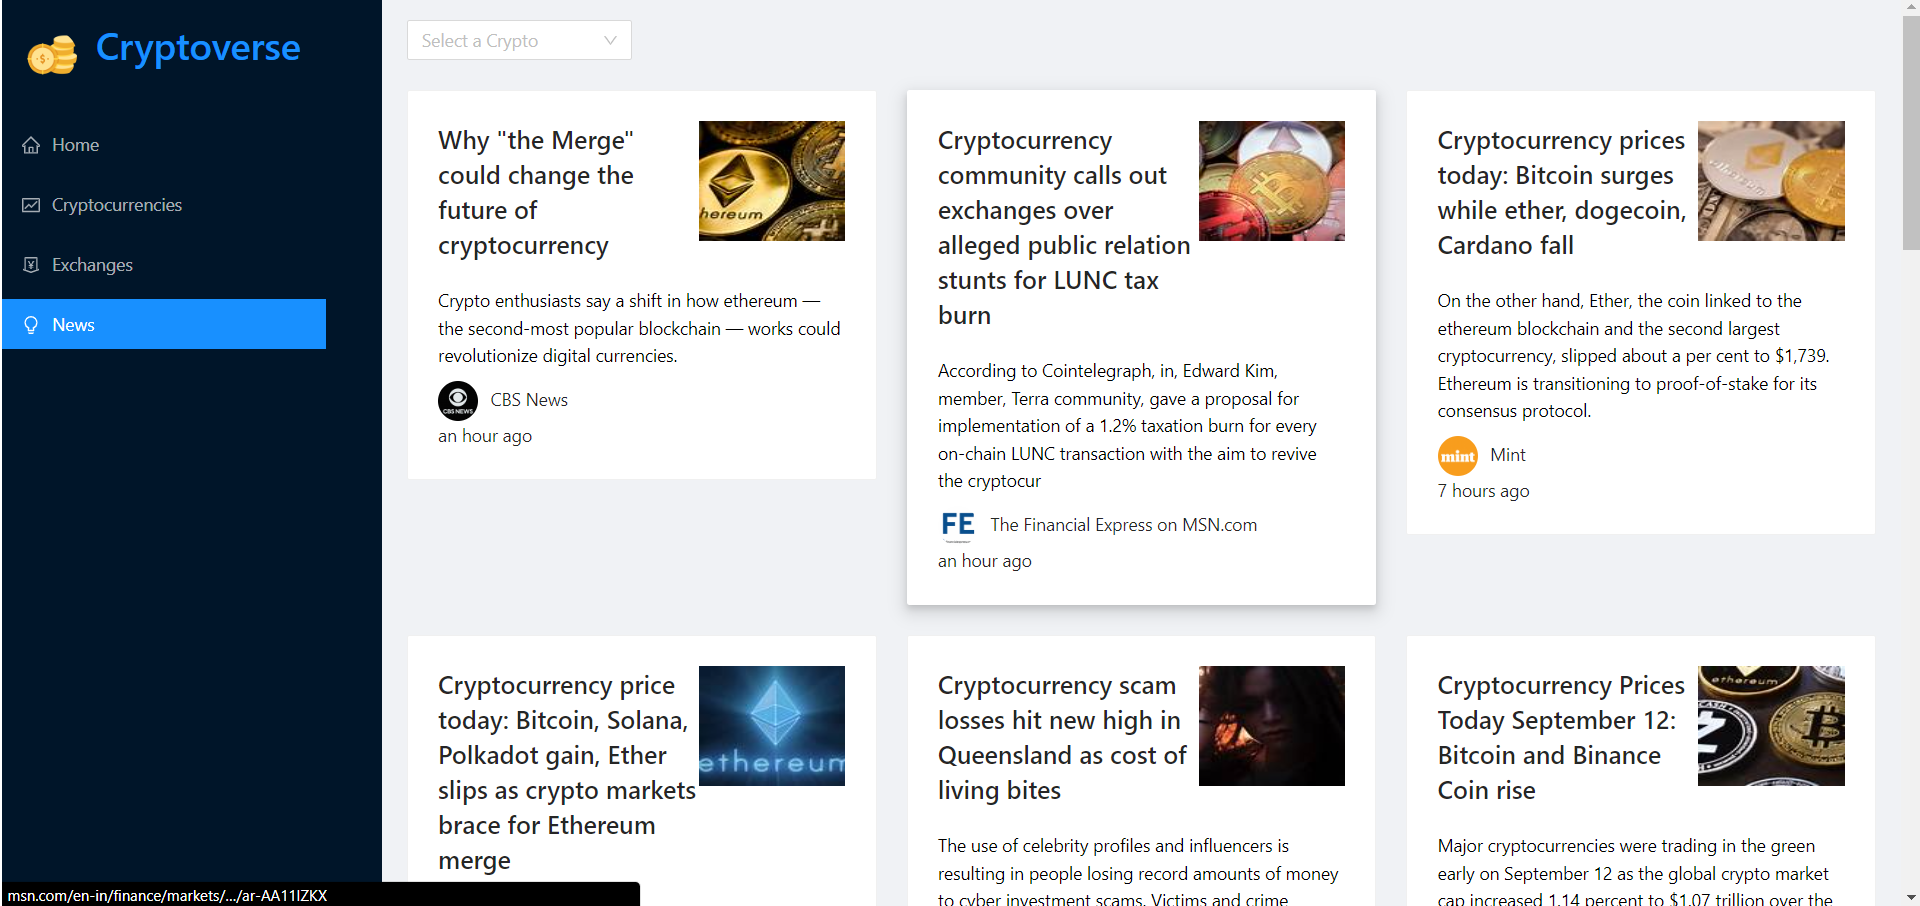 Cryptoverse
Home
Cryptocurrencies
Exchanges
News
Select a Crypto
Why "the Merge"
could change the
future of
cryptocurrency
hereum
Crypto enthusiasts say a shift in how ethereum —
the second-most popular blockchain — works could
revolutionize digital currencies.
CBS NEWS
CBS News
an hour ago
Cryptocurrency
community calls out
exchanges over
alleged public relation
stunts for LUNC tax
burn
According to Cointelegraph, in, Edward Kim,
member, Terra community, gave a proposal for
implementation of a 1.2% taxation burn for every
on-chain LUNC transaction with the aim to revive
the cryptocur
FE
The Financial Express on MSN.com
an hour ago
Cryptocurrency prices
today: Bitcoin surges
while ether, dogecoin,
Cardano fall
On the other hand, Ether, the coin linked to the
ethereum blockchain and the second largest
cryptocurrency, slipped about a per cent to $1,739.
Ethereum is transitioning to proof-of-stake for its
consensus protocol.
mint
Mint
7 hours ago
Cryptocurrency price
today: Bitcoin, Solana,
Polkadot gain, Ether
slips as crypto markets
brace for Ethereum
merge
ethereum
Cryptocurrency scam
losses hit new high in
Queensland as cost of
living bites
The use of celebrity profiles and influencers is
resulting in people losing record amounts of money
to cyber investment scams. Victims and crime
Cryptocurrency Prices
Today September 12:
Bitcoin and Binance
Coin rise
ethereum
Major cryptocurrencies were trading in the green
early on September 12 as the global crypto market
cap increased 1.14 percent to $1.07 trillion over the
msn.com/en-in/finance/markets/.../ar-AA11IZKX